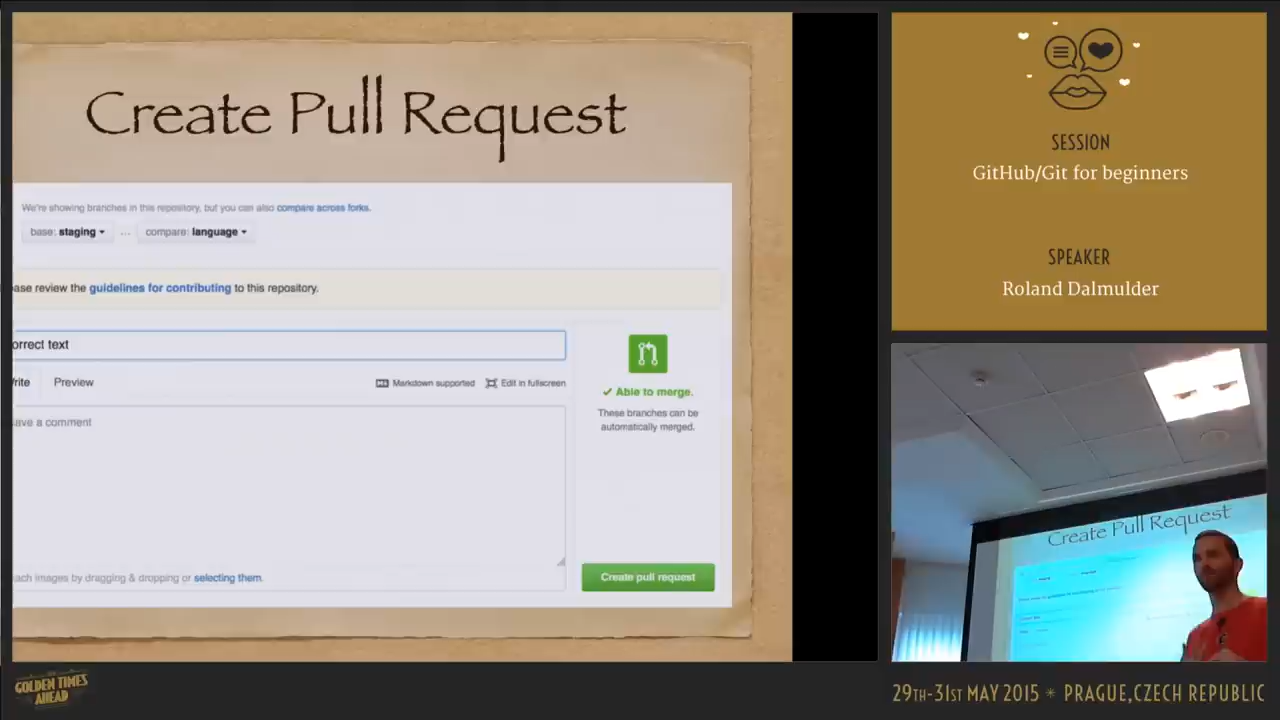 Create Pull Request
We're showing branches in this repository, but you can also compare across forks.
base: staging ... compare: language
ase review the guidelines for contributing to this repository.
orrect text
rite Preview Markdown supported Edit in fullscreen
ave a comment
Able to merge.
These branches can be
automatically merged.
ach images by dragging & dropping or selecting them.
Create pull request
SESSION
GitHub/Git for beginners
SPEAKER
Roland Dalmulder
Create Pull Request
GOLDEN TIMES
AHEAD
29TH-31ST MAY 2015 * PRAGUE,CZECH REPUBLIC